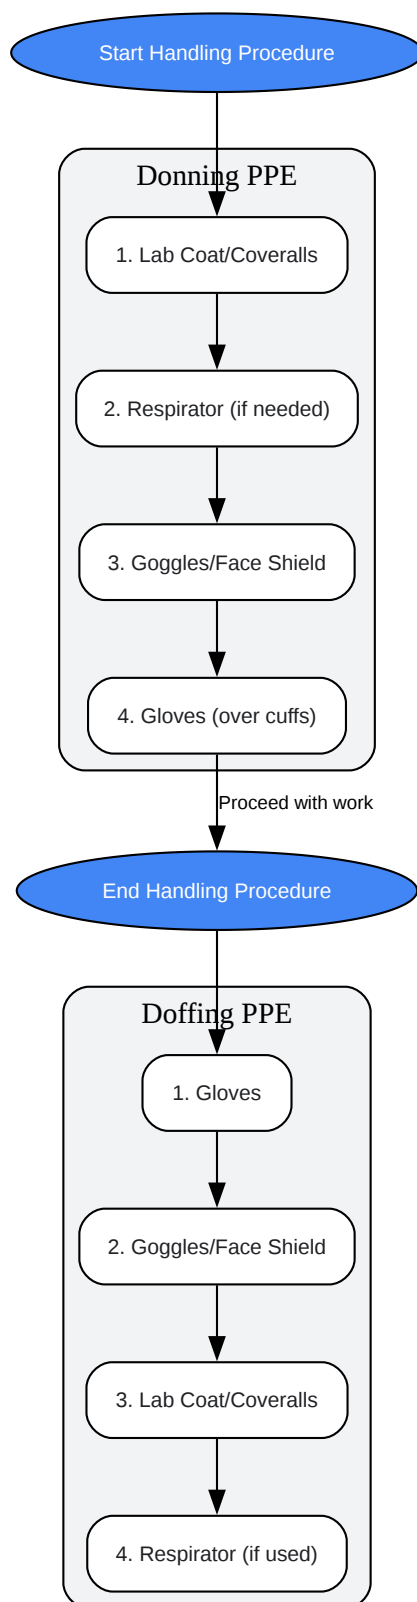 Start Handling Procedure
Donning PPE
1. Lab Coat/Coveralls
2. Respirator (if needed)
3. Goggles/Face Shield
4. Gloves (over cuffs)
Proceed with work
End Handling Procedure
Doffing PPE
1. Gloves
2. Goggles/Face Shield
3. Lab Coat/Coveralls
4. Respirator (if used)